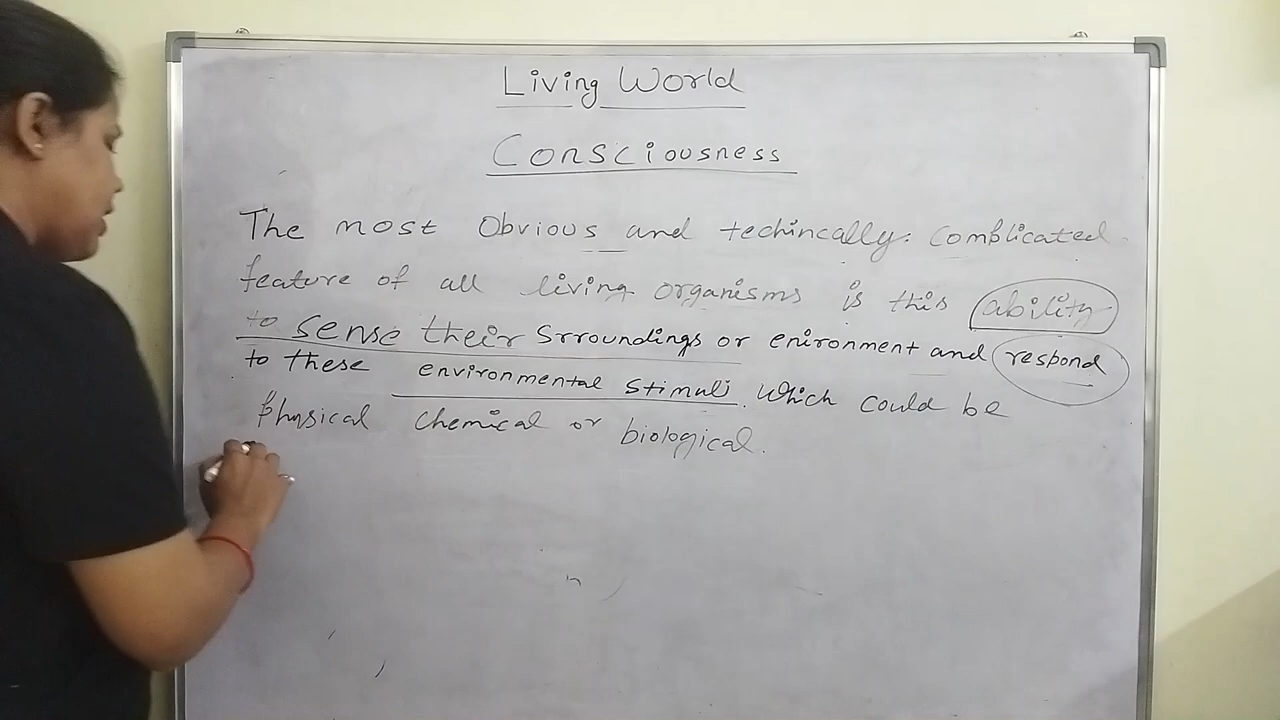 Living World
Consciousness
The most Obvious and techincally complicated
feature of all living organisms is this ability
to sense their Srroundings or enironment and respond
to these environmental stimuli which could be
Physical chemical or biological.